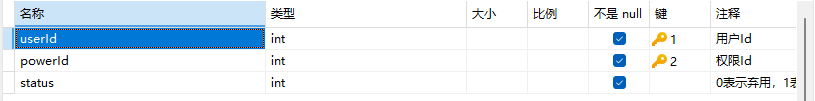 名称 类型 大小 比例 不是 null 键 注释
userId int 1 用户Id
powerId int 2 权限Id
status int 0表示弃用，1表